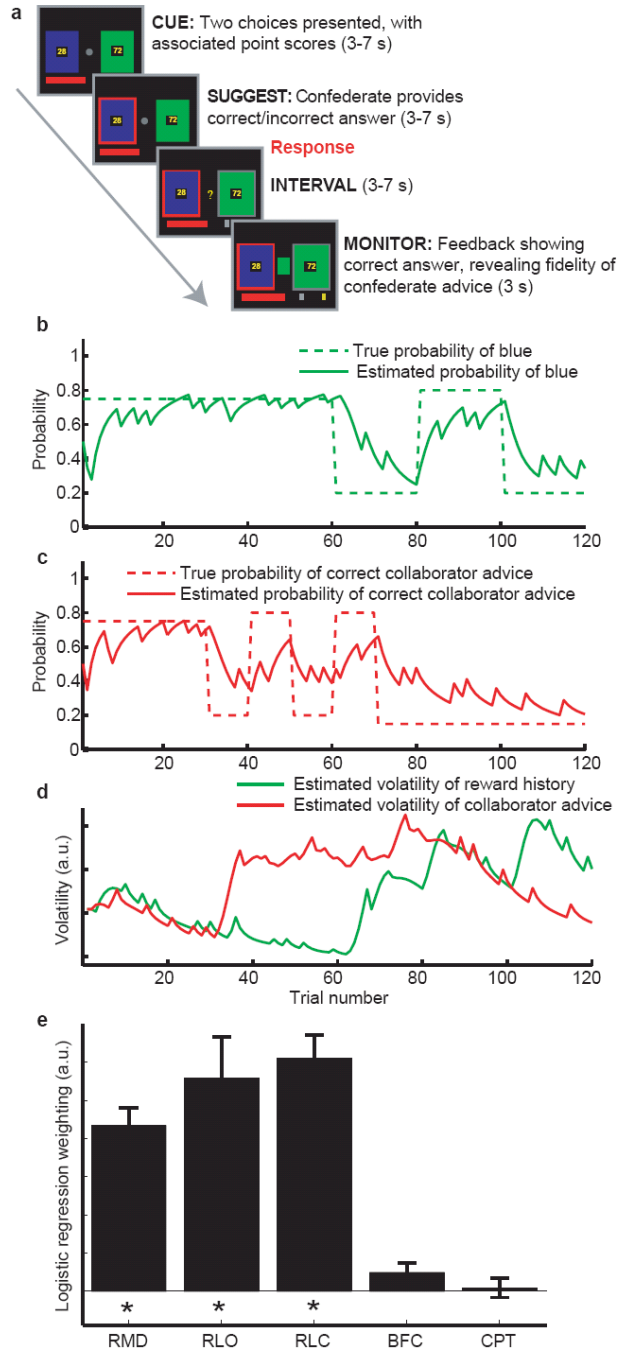 a
CUE: Two choices presented, with
associated point scores (3-7 s)
28
72
SUGGEST: Confederate provides
correct/incorrect answer (3-7 s)
28
72
Response
INTERVAL (3-7 s)
28
?
72
MONITOR: Feedback showing
correct answer, revealing fidelity of
confederate advice (3 s)
28
72
b
True probability of blue
Estimated probability of blue
Probability
1
0.8
0.6
0.4
0.2
0
20 40 60 80 100 120
c
True probability of correct collaborator advice
Estimated probability of correct collaborator advice
Probability
1
0.8
0.6
0.4
0.2
0
20 40 60 80 100 120
d
Estimated volatility of reward history
Estimated volatility of collaborator advice
Volatility (a.u.)
20 40 60 80 100 120
Trial number
e
Logistic regression weighting (a.u.)
* * *
RMD RLO RLC BFC CPT